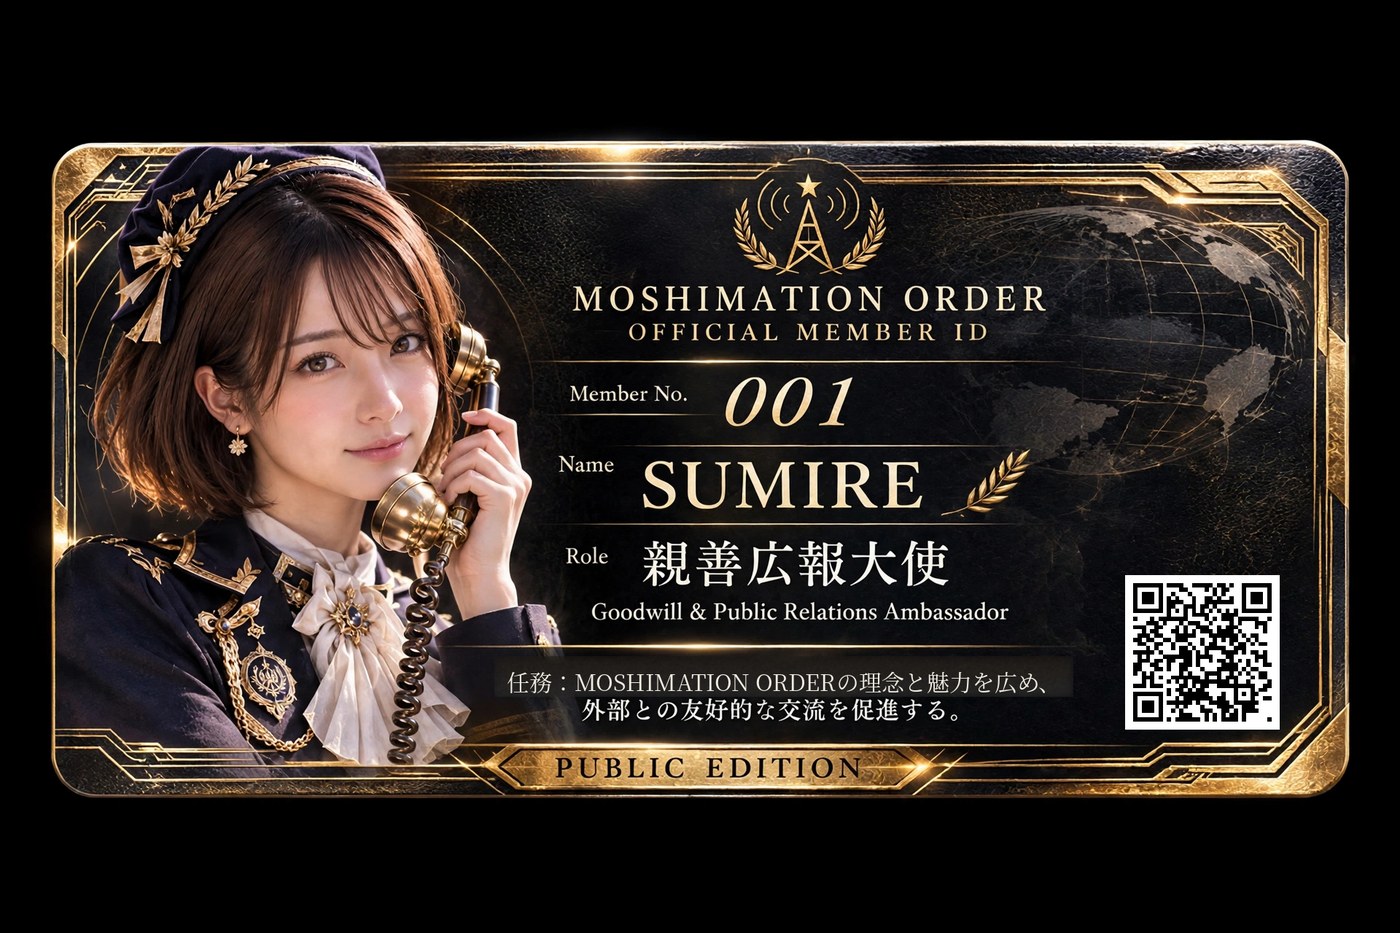 MOSHIMATION ORDER
OFFICIAL MEMBER ID
Member No. 001
Name SUMIRE
Role 親善広報大使
Goodwill & Public Relations Ambassador
任務：MOSHIMATION ORDERの理念と魅力を広め、
外部との友好的な交流を促進する。
PUBLIC EDITION